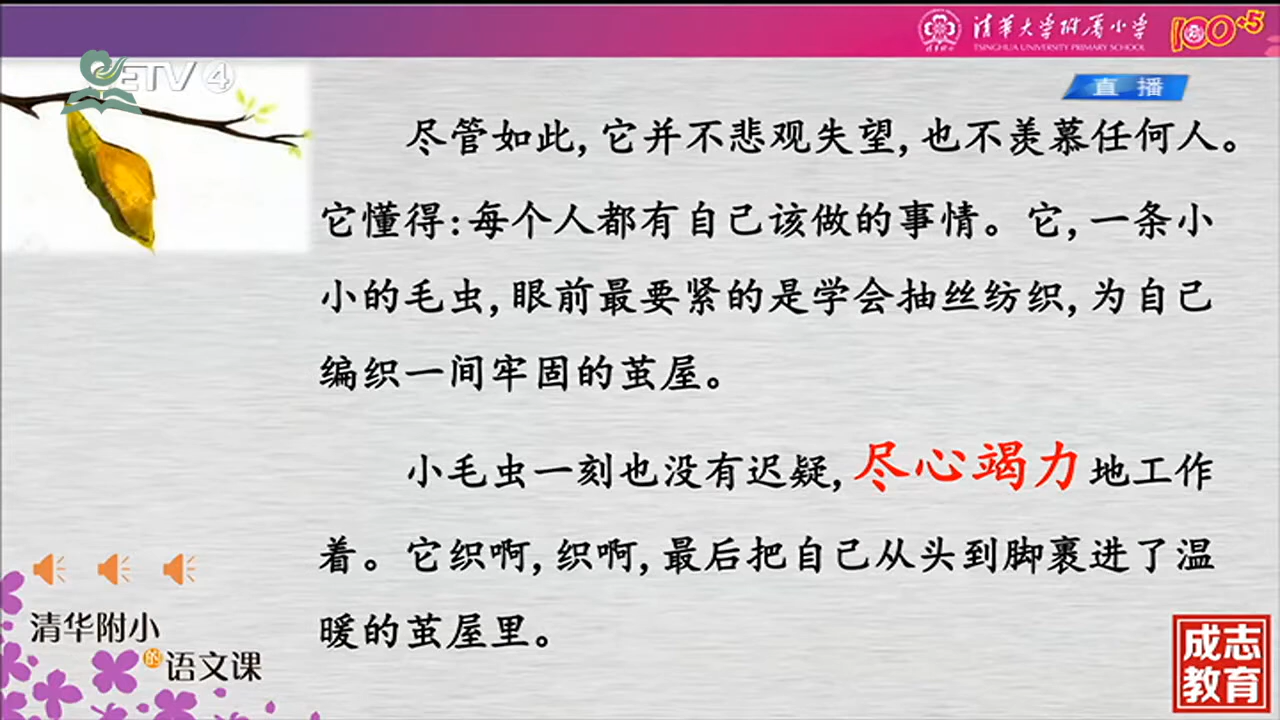 清华大学附属小学
TSINGHUA UNIVERSITY PRIMARY SCHOOL
100+5
CETV 4
直播
尽管如此,它并不悲观失望,也不羡慕任何人。
它懂得:每个人都有自己该做的事情。它,一条小
小的毛虫,眼前最要紧的是学会抽丝纺织,为自己
编织一间牢固的茧屋。
小毛虫一刻也没有迟疑,尽心竭力地工作
着。它织啊,织啊,最后把自己从头到脚裹进了温
暖的茧屋里。
清华附小
的语文课
成志
教育